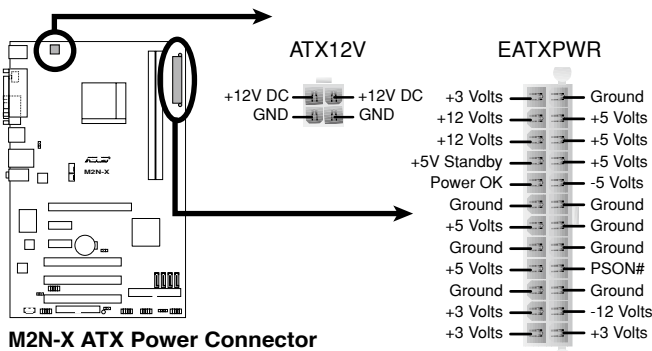 ATX12V
+12V DC +12V DC
GND GND
EATXPWR
+3 Volts Ground
+12 Volts +5 Volts
+12 Volts +5 Volts
+5V Standby +5 Volts
Power OK -5 Volts
Ground Ground
+5 Volts Ground
Ground Ground
+5 Volts PSON#
Ground Ground
+3 Volts -12 Volts
+3 Volts +3 Volts
ASUS
M2N-X
M2N-X ATX Power Connector